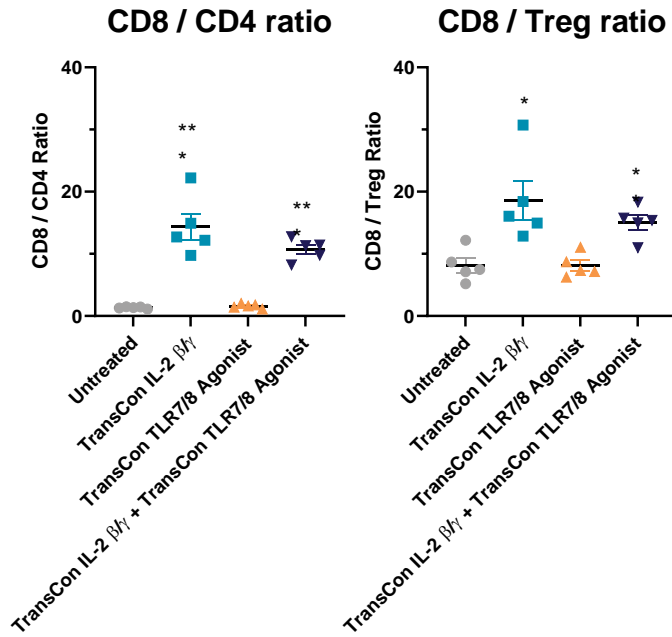 CD8 / CD4 ratio
CD8 / CD4 Ratio
40
20
0
**
*
**
*
Untreated
TransCon IL-2 β/γ
TransCon TLR7/8 Agonist
TransCon IL-2 β/γ + TransCon TLR7/8 Agonist
CD8 / Treg ratio
CD8 / Treg Ratio
40
20
0
*
*
*
Untreated
TransCon IL-2 β/γ
TransCon TLR7/8 Agonist
TransCon IL-2 β/γ + TransCon TLR7/8 Agonist